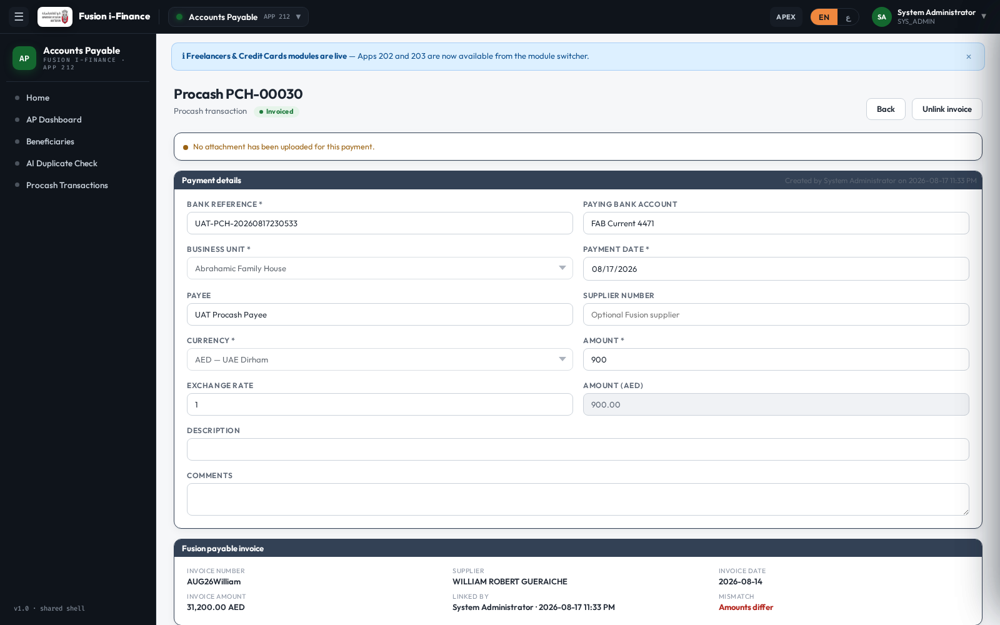 Fusion i-Finance
Accounts Payable APP 212
APEX
EN ع
SA
System Administrator
SYS_ADMIN
AP
Accounts Payable
FUSION I-FINANCE ·
APP 212
Home
AP Dashboard
Beneficiaries
AI Duplicate Check
Procash Transactions
v1.0 · shared shell
ℹ Freelancers & Credit Cards modules are live — Apps 202 and 203 are now available from the module switcher. ×
Procash PCH-00030
Procash transaction Invoiced
Back Unlink invoice
No attachment has been uploaded for this payment.
Payment details Created by System Administrator on 2026-08-17 11:33 PM
BANK REFERENCE * PAYING BANK ACCOUNT
UAT-PCH-20260817230533 FAB Current 4471
BUSINESS UNIT * PAYMENT DATE *
Abrahamic Family House 08/17/2026
PAYEE SUPPLIER NUMBER
UAT Procash Payee Optional Fusion supplier
CURRENCY * AMOUNT *
AED — UAE Dirham 900
EXCHANGE RATE AMOUNT (AED)
1 900.00
DESCRIPTION
COMMENTS
Fusion payable invoice
INVOICE NUMBER SUPPLIER INVOICE DATE
AUG26William WILLIAM ROBERT GUERAICHE 2026-08-14
INVOICE AMOUNT LINKED BY MISMATCH
31,200.00 AED System Administrator · 2026-08-17 11:33 PM Amounts differ